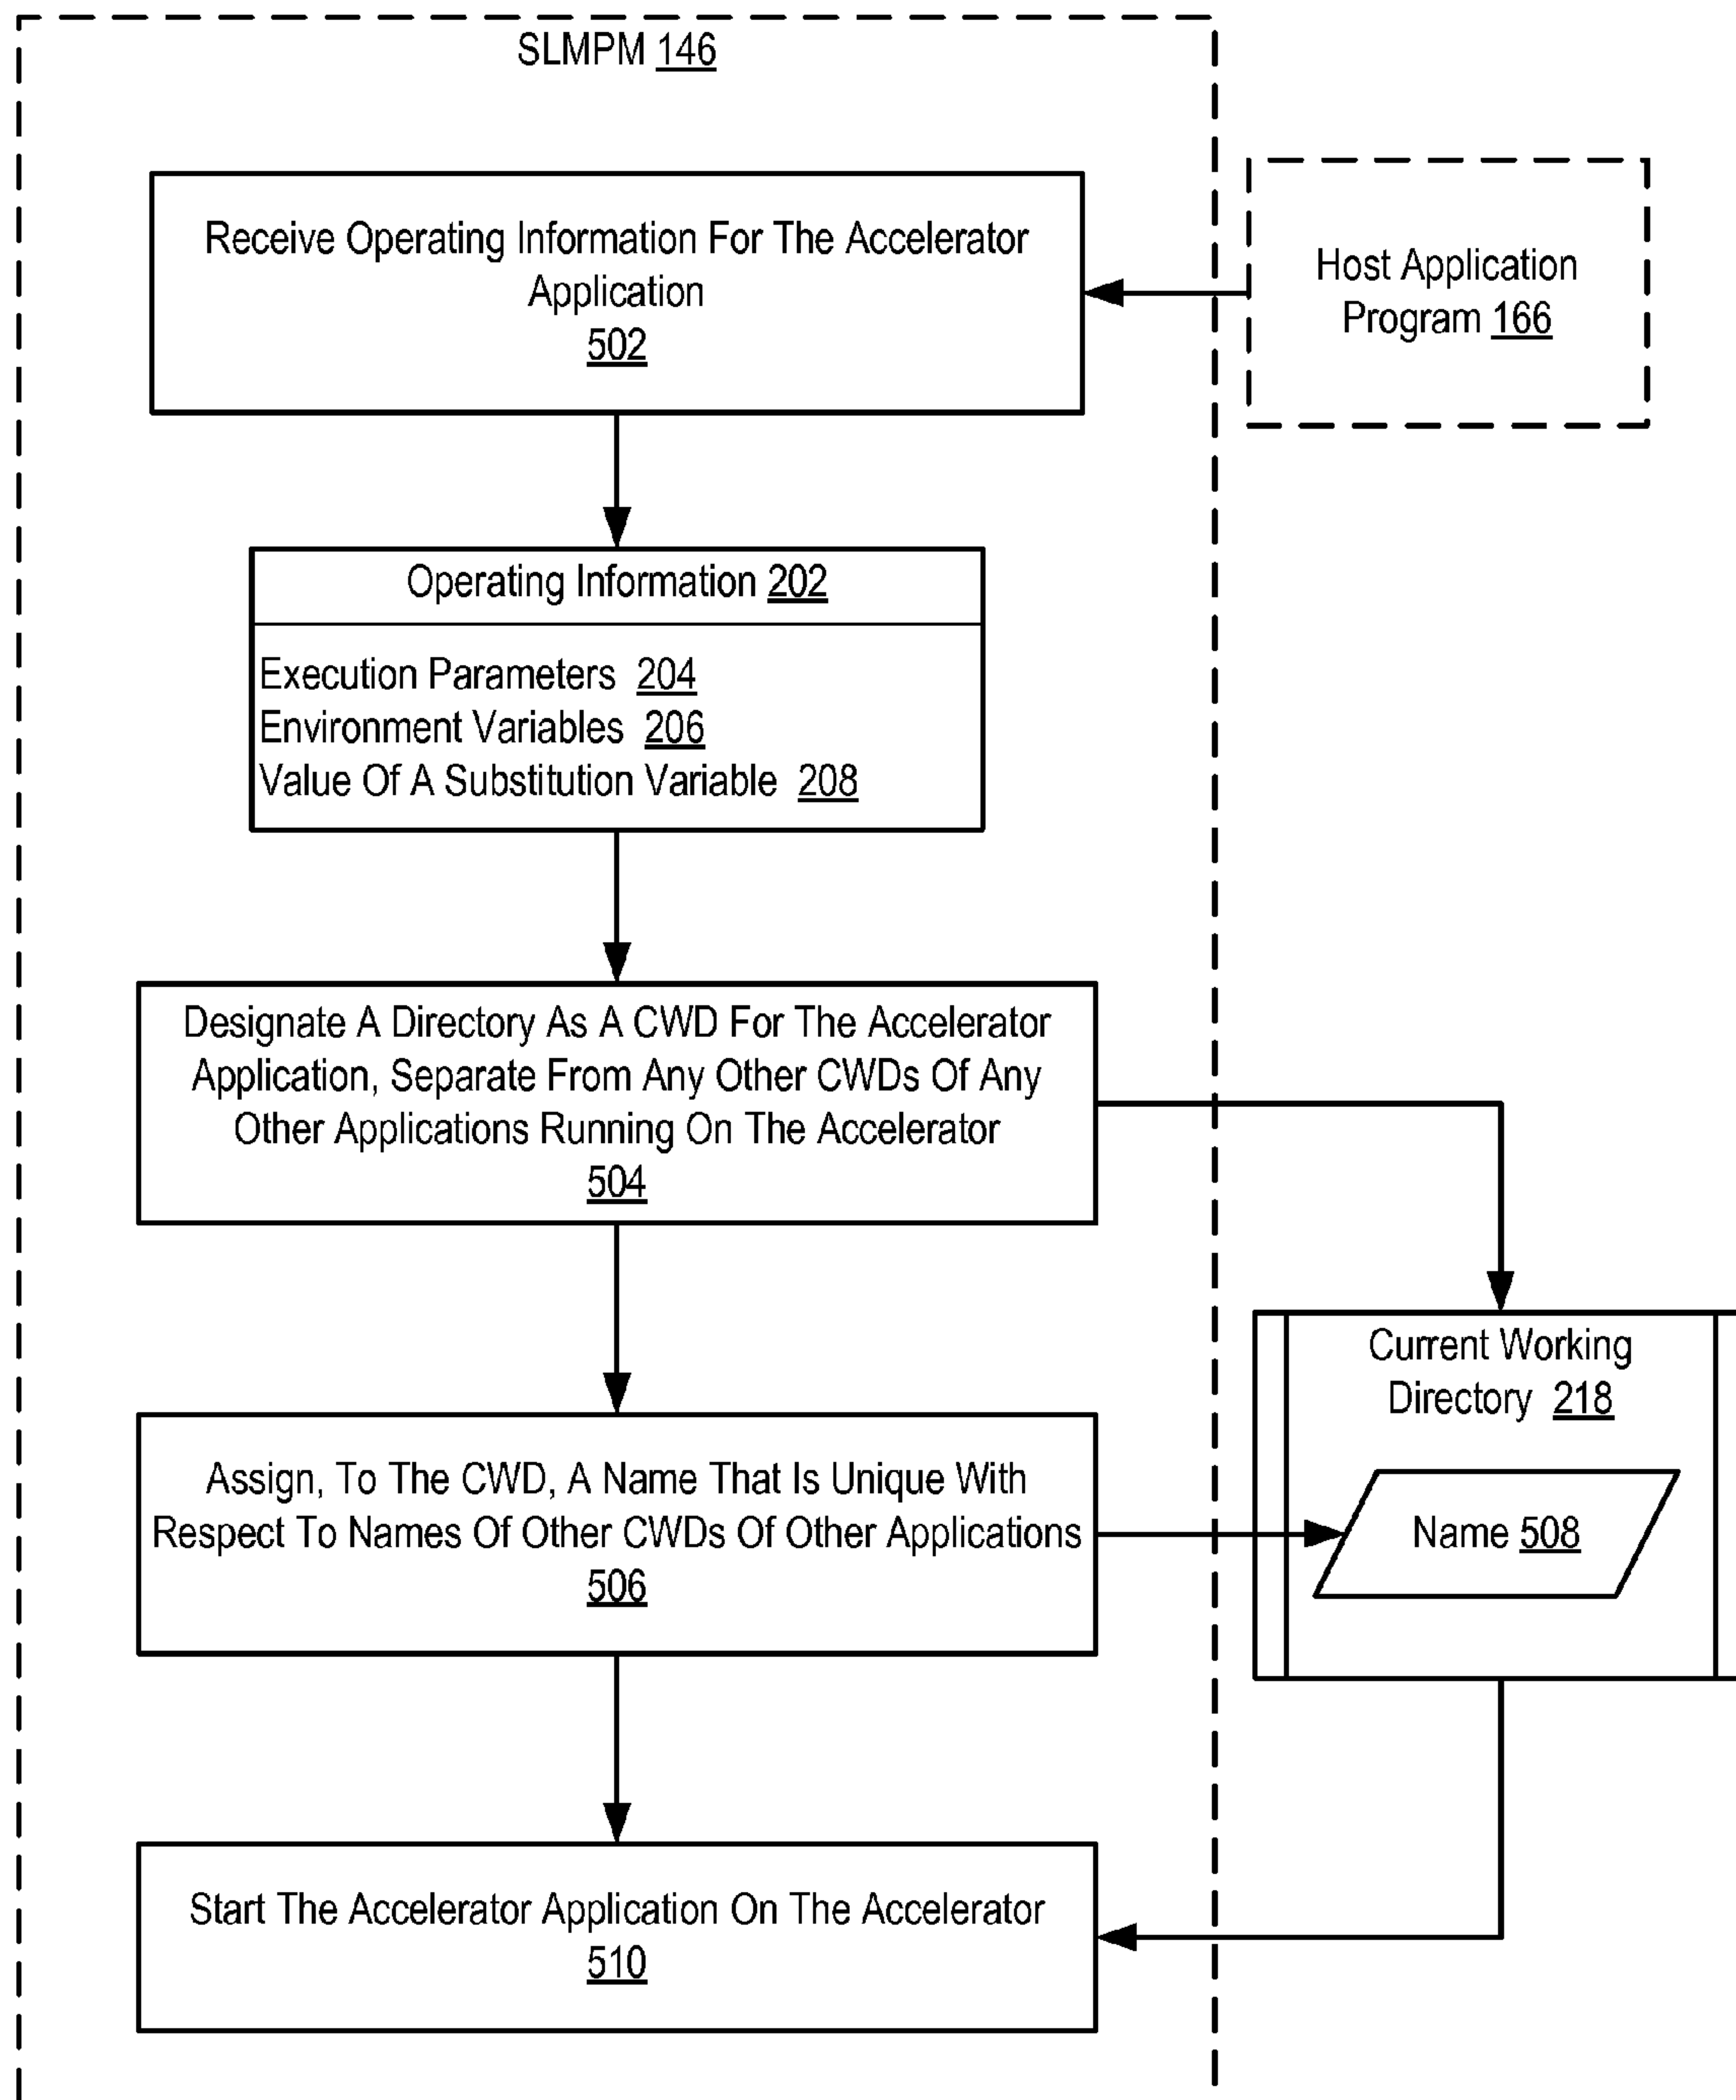 SLMPM 146
Receive Operating Information For The Accelerator
Application
502
Host Application
Program 166
Operating Information 202
Execution Parameters 204
Environment Variables 206
Value Of A Substitution Variable 208
Designate A Directory As A CWD For The Accelerator
Application, Separate From Any Other CWDs Of Any
Other Applications Running On The Accelerator
504
Current Working
Directory 218
Assign, To The CWD, A Name That Is Unique With
Respect To Names Of Other CWDs Of Other Applications
506
Name 508
Start The Accelerator Application On The Accelerator
510